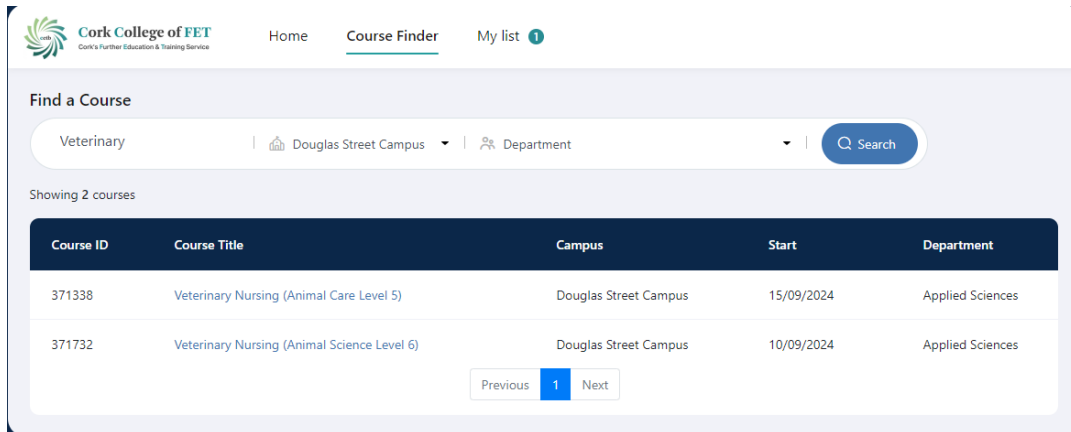 cetb Cork College of FET
Cork's Further Education & Training Service
Home Course Finder My list 1
Find a Course
Veterinary Douglas Street Campus Department Search
Showing 2 courses
Course ID Course Title Campus Start Department
371338 Veterinary Nursing (Animal Care Level 5) Douglas Street Campus 15/09/2024 Applied Sciences
371732 Veterinary Nursing (Animal Science Level 6) Douglas Street Campus 10/09/2024 Applied Sciences
Previous 1 Next